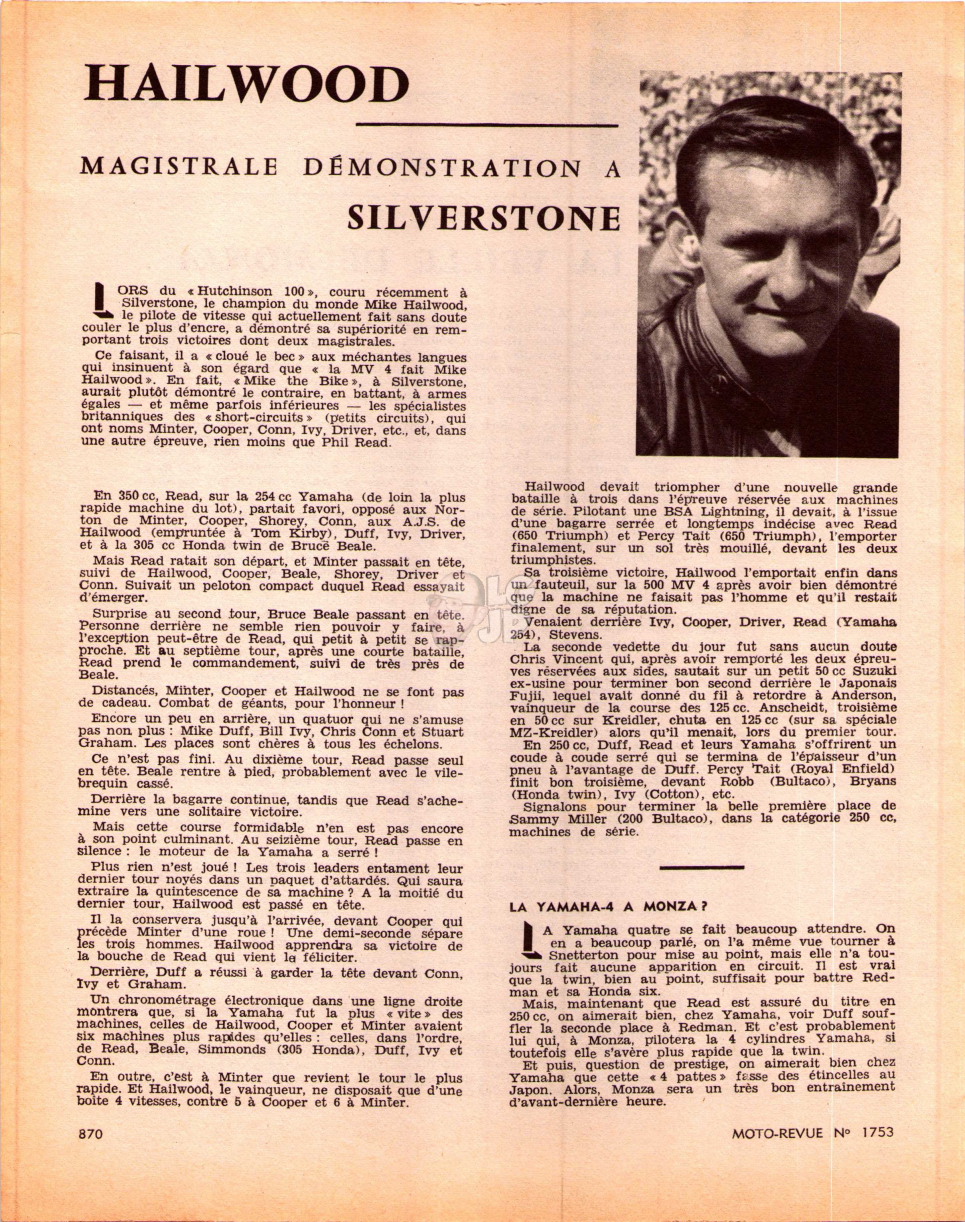 HAILWOOD
MAGISTRALE DÉMONSTRATION A
SILVERSTONE
LORS du « Hutchinson 100 », couru récemment à
Silverstone, le champion du monde Mike Hailwood,
le pilote de vitesse qui actuellement fait sans doute
couler le plus d'encre, a démontré sa supériorité en rem-
portant trois victoires dont deux magistrales.
Ce faisant, il a « cloué le bec » aux méchantes langues
qui insinuent à son égard que « la MV 4 fait Mike
Hailwood ». En fait, « Mike the Bike », à Silverstone,
aurait plutôt démontré le contraire, en battant, à armes
égales — et même parfois inférieures — les spécialistes
britanniques des « short-circuits » (petits circuits), qui
ont noms Minter, Cooper, Conn, Ivy, Driver, etc., et, dans
une autre épreuve, rien moins que Phil Read.
En 350 cc, Read, sur la 254 cc Yamaha (de loin la plus
rapide machine du lot), partait favori, opposé aux Nor-
ton de Minter, Cooper, Shorey, Conn, aux A.J.S. de
Hailwood (empruntée à Tom Kirby), Duff, Ivy, Driver,
et à la 305 cc Honda twin de Bruce Beale.
Mais Read ratait son départ, et Minter passait en tête,
suivi de Hailwood, Cooper, Beale, Shorey, Driver et
Conn. Suivait un peloton compact duquel Read essayait
d'émerger.
Surprise au second tour, Bruce Beale passant en tête.
Personne derrière ne semble rien pouvoir y faire, à
l'exception peut-être de Read, qui petit à petit se rap-
proche. Et au septième tour, après une courte bataille,
Read prend le commandement, suivi de très près de
Beale.
Distancés, Minter, Cooper et Hailwood ne se font pas
de cadeau. Combat de géants, pour l'honneur !
Encore un peu en arrière, un quatuor qui ne s'amuse
pas non plus : Mike Duff, Bill Ivy, Chris Conn et Stuart
Graham. Les places sont chères à tous les échelons.
Ce n'est pas fini. Au dixième tour, Read passe seul
en tête. Beale rentre à pied, probablement avec le vile-
brequin cassé.
Derrière la bagarre continue, tandis que Read s'ache-
mine vers une solitaire victoire.
Mais cette course formidable n'en est pas encore
à son point culminant. Au seizième tour, Read passe en
silence : le moteur de la Yamaha a serré !
Plus rien n'est joué ! Les trois leaders entament leur
dernier tour noyés dans un paquet d'attardés. Qui saura
extraire la quintescence de sa machine ? A la moitié du
dernier tour, Hailwood est passé en tête.
Il la conservera jusqu'à l'arrivée, devant Cooper qui
précède Minter d'une roue ! Une demi-seconde sépare
les trois hommes. Hailwood apprendra sa victoire de
la bouche de Read qui vient le féliciter.
Derrière, Duff a réussi à garder la tête devant Conn,
Ivy et Graham.
Un chronométrage électronique dans une ligne droite
montrera que, si la Yamaha fut la plus « vite » des
machines, celles de Hailwood, Cooper et Minter avaient
six machines plus rapides qu'elles : celles, dans l'ordre,
de Read, Beale, Simmonds (305 Honda), Duff, Ivy et
Conn.
En outre, c'est à Minter que revient le tour le plus
rapide. Et Hailwood, le vainqueur, ne disposait que d'une
boîte 4 vitesses, contre 5 à Cooper et 6 à Minter.
Hailwood devait triompher d'une nouvelle grande
bataille à trois dans l'épreuve réservée aux machines
de série. Pilotant une BSA Lightning, il devait, à l'issue
d'une bagarre serrée et longtemps indécise avec Read
(650 Triumph) et Percy Tait (650 Triumph), l'emporter
finalement, sur un sol très mouillé, devant les deux
triumphistes.
Sa troisième victoire, Hailwood l'emportait enfin dans
un fauteuil, sur la 500 MV 4 après avoir bien démontré
que la machine ne faisait pas l'homme et qu'il restait
digne de sa réputation.
Venaient derrière Ivy, Cooper, Driver, Read (Yamaha
254), Stevens.
La seconde vedette du jour fut sans aucun doute
Chris Vincent qui, après avoir remporté les deux épreu-
ves réservées aux sides, sautait sur un petit 50 cc Suzuki
ex-usine pour terminer bon second derrière le Japonais
Fujii, lequel avait donné du fil à retordre à Anderson,
vainqueur de la course des 125 cc. Anscheidt, troisième
en 50 cc sur Kreidler, chuta en 125 cc (sur sa spéciale
MZ-Kreidler) alors qu'il menait, lors du premier tour.
En 250 cc, Duff, Read et leurs Yamaha s'offrirent un
coude à coude serré qui se termina de l'épaisseur d'un
pneu à l'avantage de Duff. Percy Tait (Royal Enfield)
finit bon troisième, devant Robb (Bultaco), Bryans
(Honda twin), Ivy (Cotton), etc.
Signalons pour terminer la belle première place de
Sammy Miller (200 Bultaco), dans la catégorie 250 cc,
machines de série.
LA YAMAHA-4 A MONZA ?
LA Yamaha quatre se fait beaucoup attendre. On
en a beaucoup parlé, on l'a même vue tourner à
Snetterton pour mise au point, mais elle n'a tou-
jours fait aucune apparition en circuit. Il est vrai
que la twin, bien au point, suffisait pour battre Red-
man et sa Honda six.
Mais, maintenant que Read est assuré du titre en
250 cc, on aimerait bien, chez Yamaha, voir Duff souf-
fler la seconde place à Redman. Et c'est probablement
lui qui, à Monza, pilotera la 4 cylindres Yamaha, si
toutefois elle s'avère plus rapide que la twin.
Et puis, question de prestige, on aimerait bien chez
Yamaha que cette « 4 pattes » fasse des étincelles au
Japon. Alors, Monza sera un très bon entraînement
d'avant-dernière heure.
870
MOTO-REVUE Nº 1753